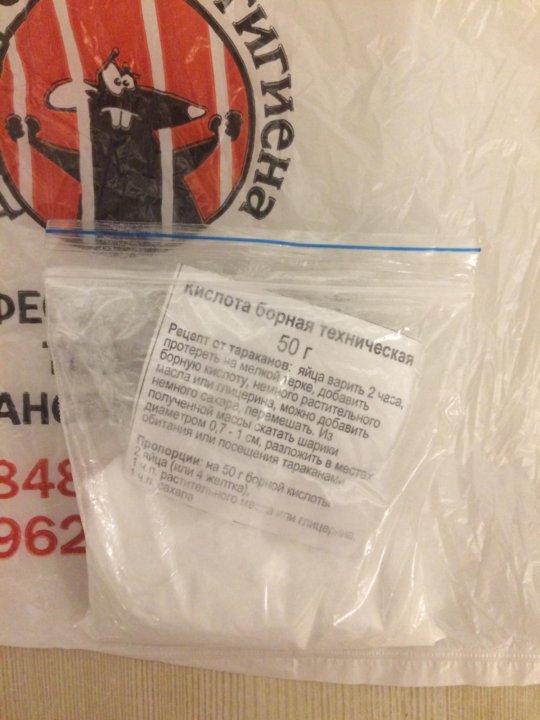 ГИГИЕНА
848
962
кислота борная техническая
50 г
Рецепт от тараканов: яйца варить 2 часа,
протереть на мелкой терке, добавить
борную кислоту, немного растительного
масла или глицерина, можно добавить
немного сахара, перемешать. Из
полученной массы скатать шарики
диаметром 0,7 - 1 см, разложить в местах
обитания или посещения тараканами
Пропорции: на 50 г борной кислоты
2 яйца (или 4 желтка),
1 ч.п. растительного масла или глицерина,
ч.п. сахара